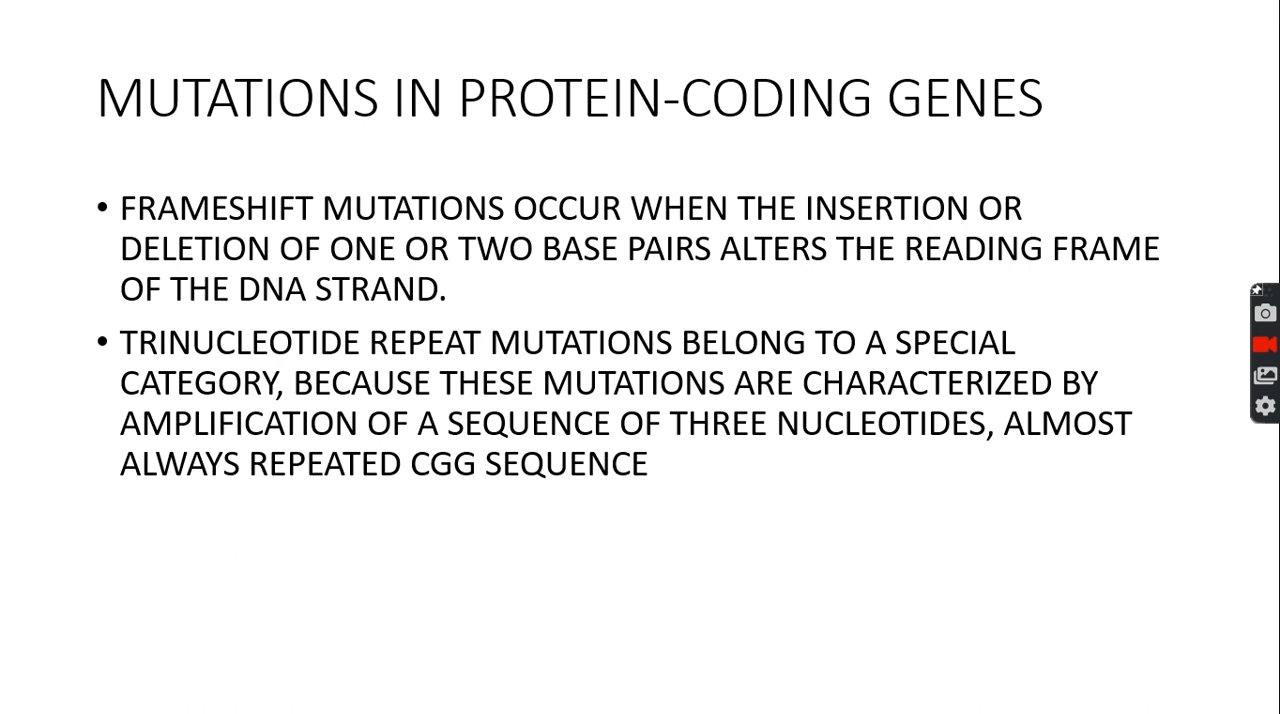 MUTATIONS IN PROTEIN-CODING GENES
• FRAMESHIFT MUTATIONS OCCUR WHEN THE INSERTION OR
DELETION OF ONE OR TWO BASE PAIRS ALTERS THE READING FRAME
OF THE DNA STRAND.
• TRINUCLEOTIDE REPEAT MUTATIONS BELONG TO A SPECIAL
CATEGORY, BECAUSE THESE MUTATIONS ARE CHARACTERIZED BY
AMPLIFICATION OF A SEQUENCE OF THREE NUCLEOTIDES, ALMOST
ALWAYS REPEATED CGG SEQUENCE